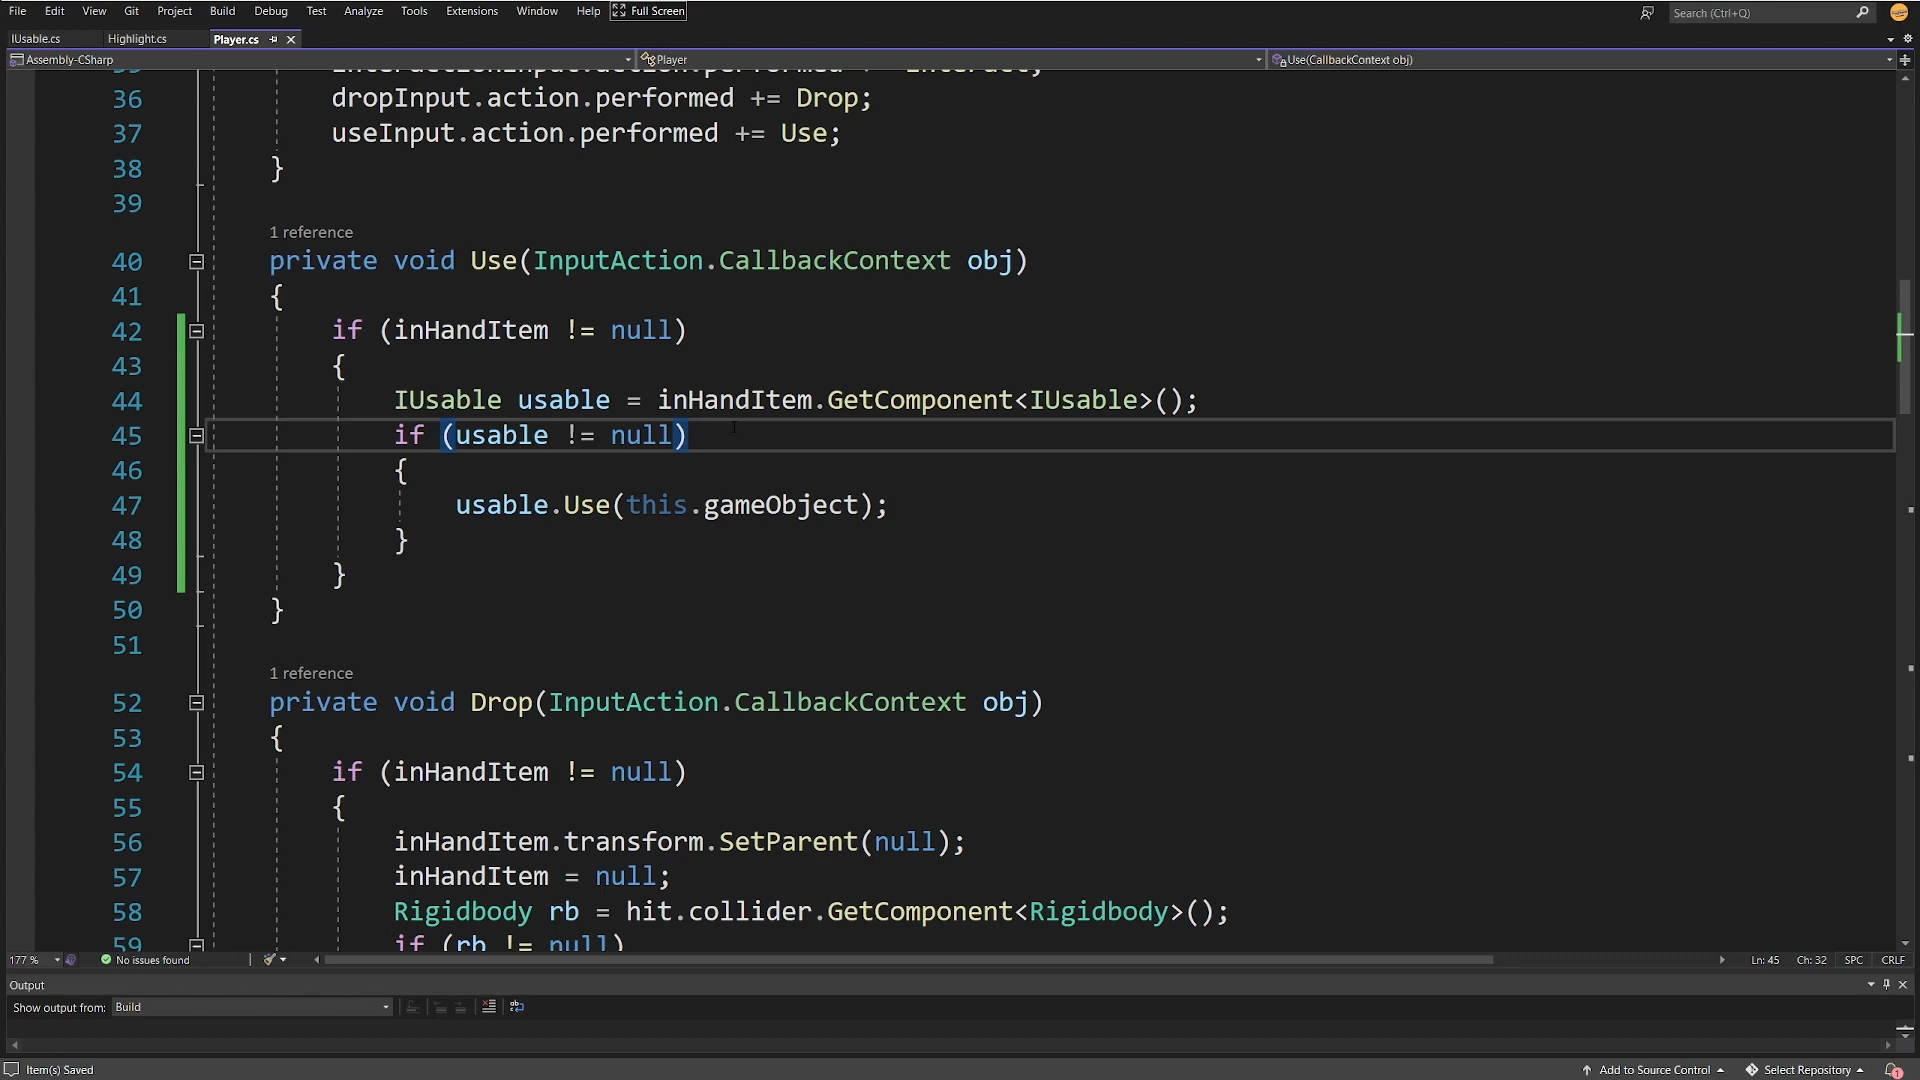 File Edit View Git Project Build Debug Test Analyze Tools Extensions Window Help Full Screen Search (Ctrl+Q)
IUsable.cs Highlight.cs Player.cs
Assembly-CSharp Player Use(CallbackContext obj)
36 dropInput.action.performed += Drop;
37 useInput.action.performed += Use;
38 }
39
1 reference
40 private void Use(InputAction.CallbackContext obj)
41 {
42 if (inHandItem != null)
43 {
44 IUsable usable = inHandItem.GetComponent<IUsable>();
45 if (usable != null)
46 {
47 usable.Use(this.gameObject);
48 }
49 }
50 }
51
1 reference
52 private void Drop(InputAction.CallbackContext obj)
53 {
54 if (inHandItem != null)
55 {
56 inHandItem.transform.SetParent(null);
57 inHandItem = null;
58 Rigidbody rb = hit.collider.GetComponent<Rigidbody>();
59 if (rb != null)
177 % No issues found Ln: 45 Ch: 32 SPC CRLF
Output
Show output from: Build
Item(s) Saved Add to Source Control Select Repository 1